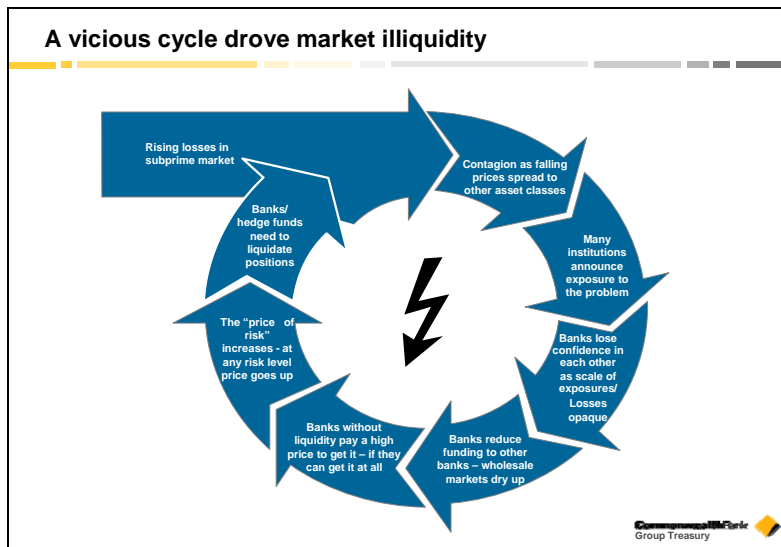 A vicious cycle drove market illiquidity
Rising losses in
subprime market
Contagion as falling
prices spread to
other asset classes
Many
institutions
announce
exposure to
the problem
Banks lose
confidence in
each other
as scale of
exposures/
Losses
opaque
Banks reduce
funding to other
banks – wholesale
markets dry up
Banks without
liquidity pay a high
price to get it – if they
can get it at all
The “price of
risk”
increases - at
any risk level
price goes up
Banks/
hedge funds
need to
liquidate
positions
CommonwealthBank
Group Treasury